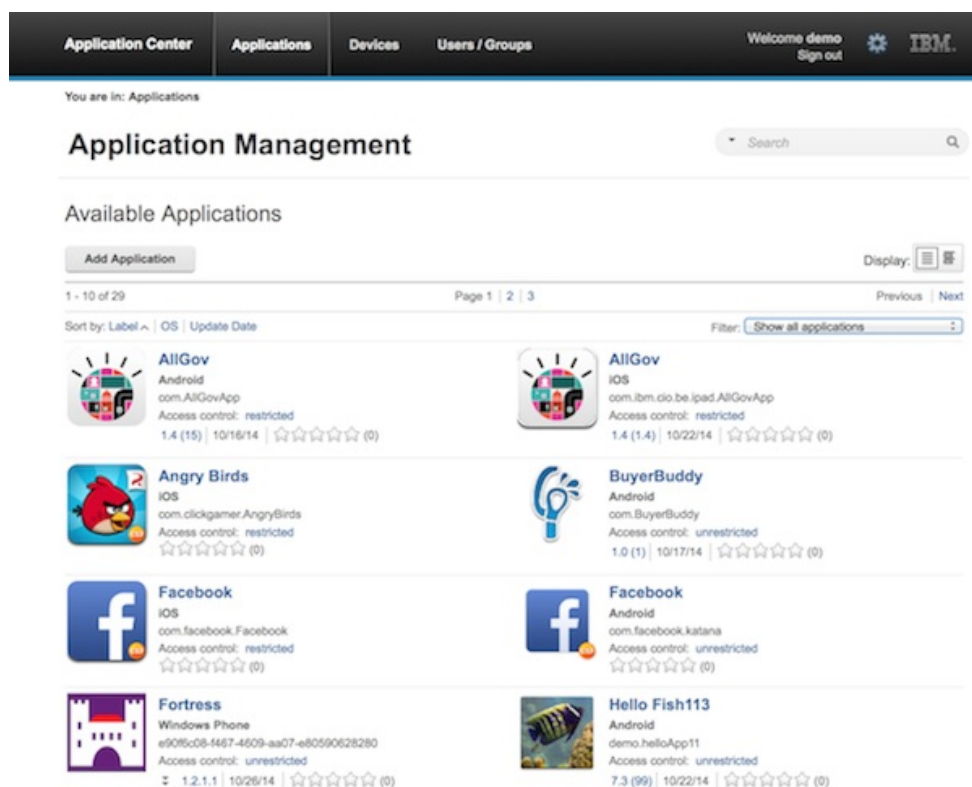 Application Center Applications Devices Users / Groups Welcome demo IBM.
Sign out
You are in: Applications
Application Management
Search
Available Applications
Add Application Display:
1 - 10 of 29 Page 1 | 2 | 3 Previous | Next
Sort by: Label | OS | Update Date Filter: Show all applications
AllGov
Android
com.AllGovApp
Access control: restricted
1.4 (15) | 10/16/14 | (0)
AllGov
iOS
com.ibm.cio.be.ipad.AllGovApp
Access control: restricted
1.4 (1.4) | 10/22/14 | (0)
Angry Birds
iOS
com.clickgamer.AngryBirds
Access control: restricted
(0)
BuyerBuddy
Android
com.BuyerBuddy
Access control: unrestricted
1.0 (1) | 10/17/14 | (0)
Facebook
iOS
com.facebook.Facebook
Access control: restricted
(0)
Facebook
Android
com.facebook.katana
Access control: unrestricted
(0)
Fortress
Windows Phone
e90f6c08-f467-4609-aa07-e80590628280
Access control: unrestricted
1.2.1.1 | 10/26/14 | (0)
Hello Fish113
Android
demo.helloApp11
Access control: unrestricted
7.3 (99) | 10/22/14 | (0)